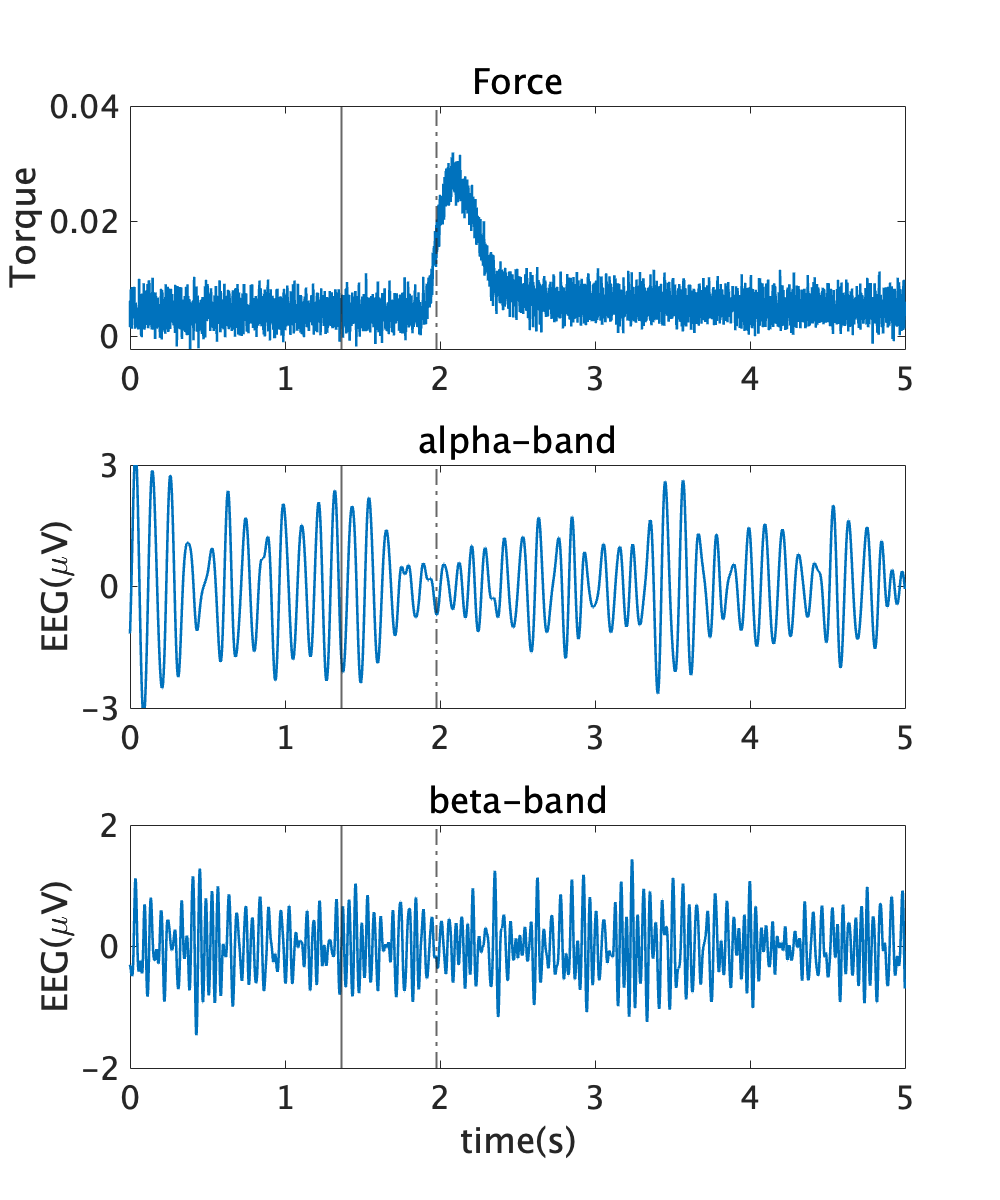 Force
Torque
0.04
0.02
0
0 1 2 3 4 5
alpha-band
EEG(μV)
3
0
-3
0 1 2 3 4 5
beta-band
EEG(μV)
2
0
-2
0 1 2 3 4 5
time(s)